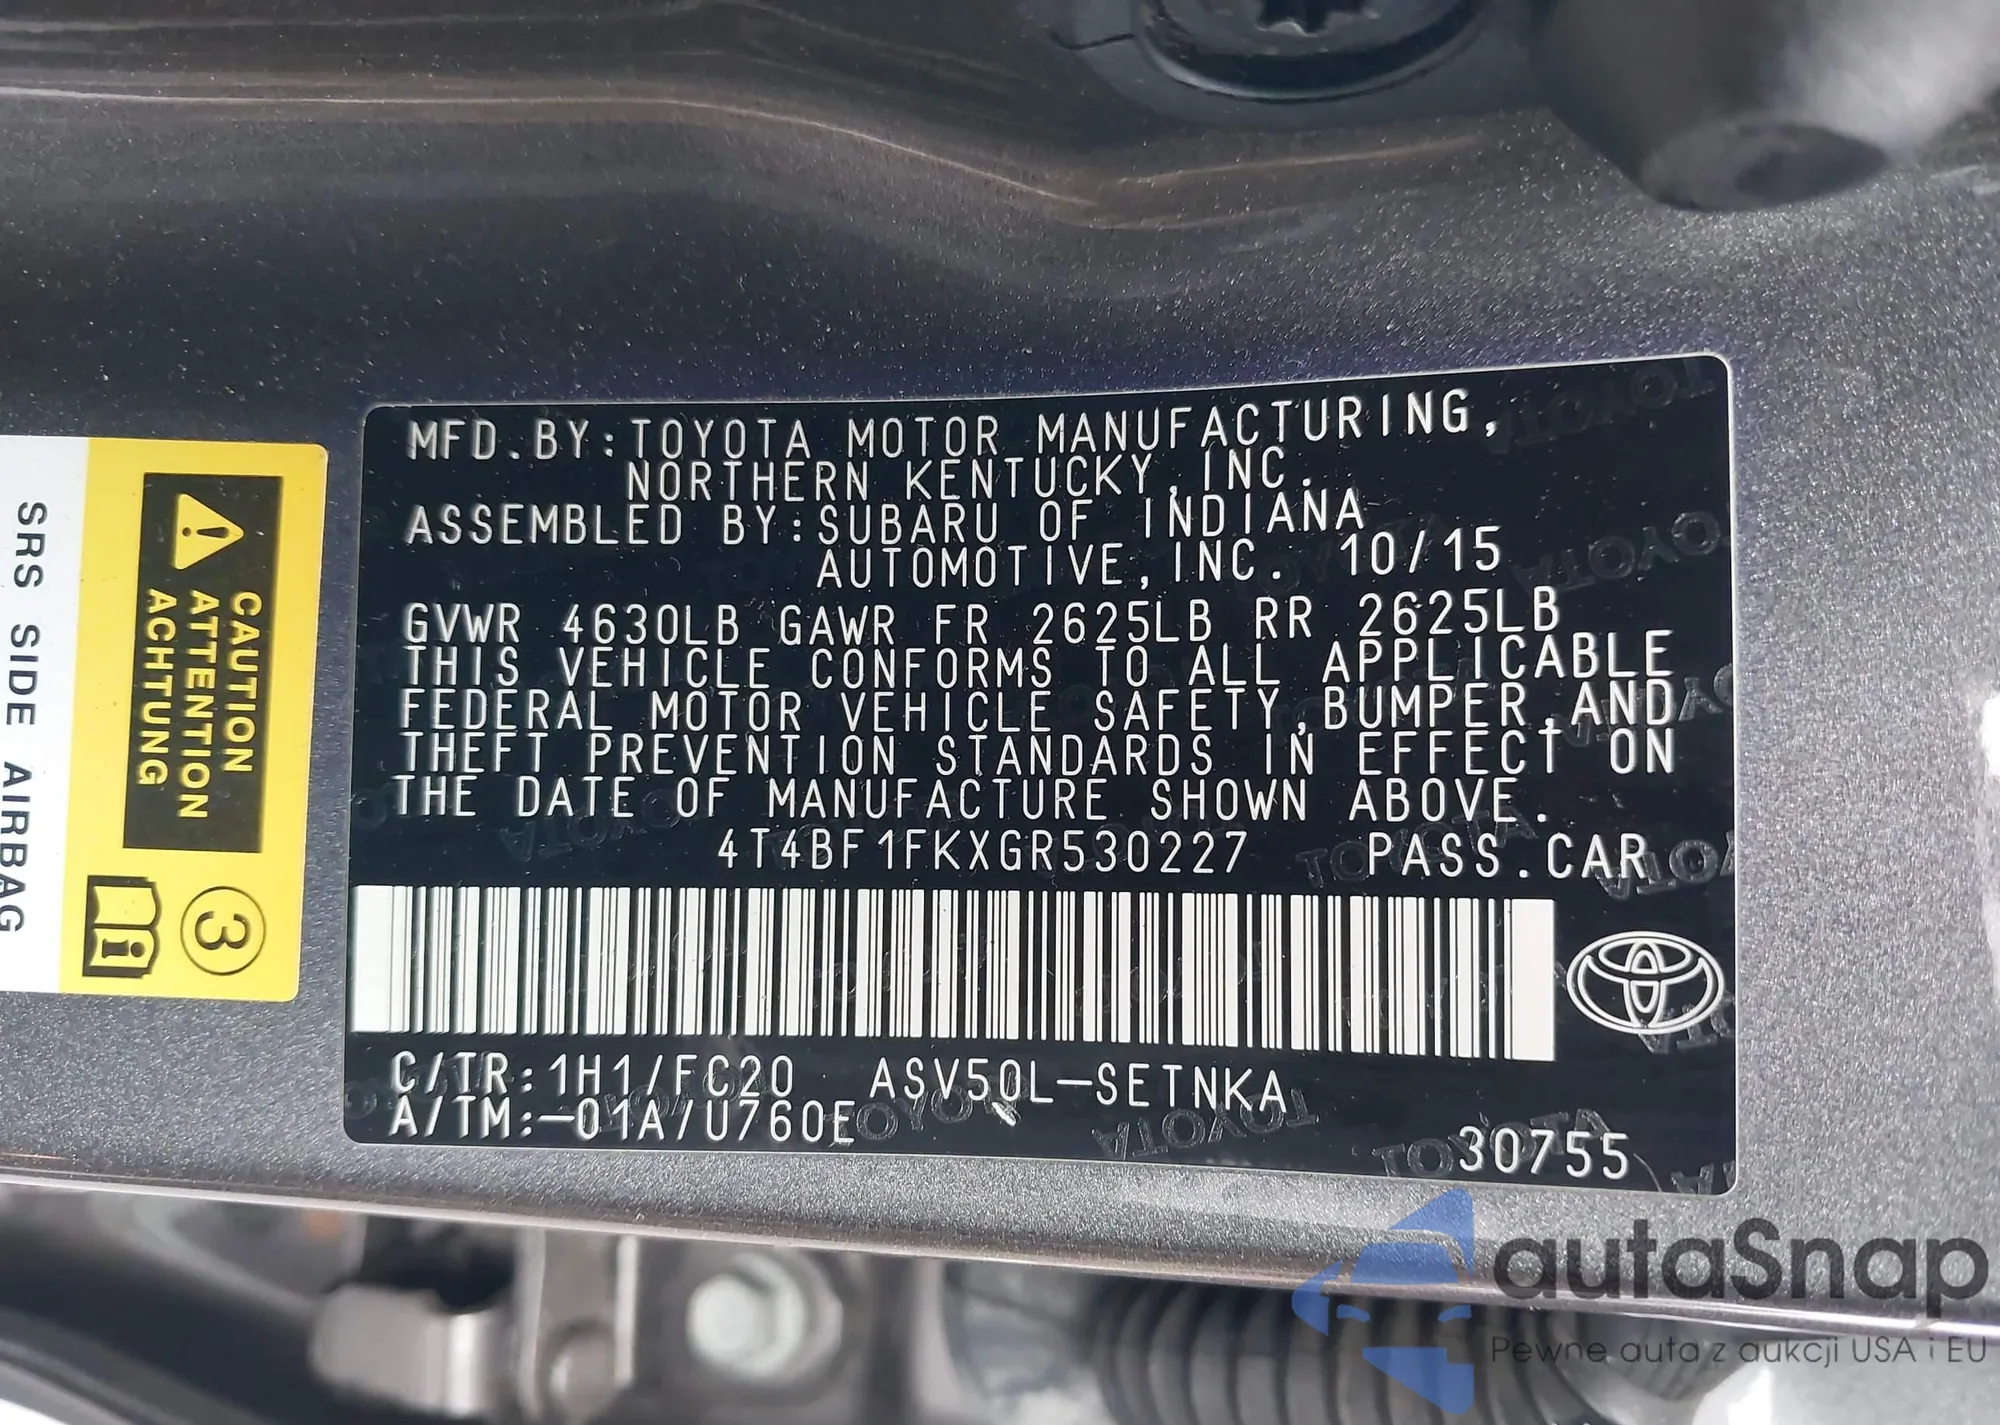 MFD.BY:TOYOTA MOTOR MANUFACTURING,
NORTHERN KENTUCKY,INC.
ASSEMBLED BY:SUBARU OF INDIANA
AUTOMOTIVE,INC. 10/15
GVWR 4630LB GAWR FR 2625LB RR 2625LB
THIS VEHICLE CONFORMS TO ALL APPLICABLE
FEDERAL MOTOR VEHICLE SAFETY,BUMPER,AND
THEFT PREVENTION STANDARDS IN EFFECT ON
THE DATE OF MANUFACTURE SHOWN ABOVE.
4T4BF1FKXGR530227 PASS.CAR
C/TR:1H1/FC20 ASV50L-SETNKA
A/TM:-01A/U760E
30755
CAUTION
ATTENTION
ACHTUNG
3
i
SRS SIDE AIRBAG
autaSnap
Pewne auta z aukcji USA i EU